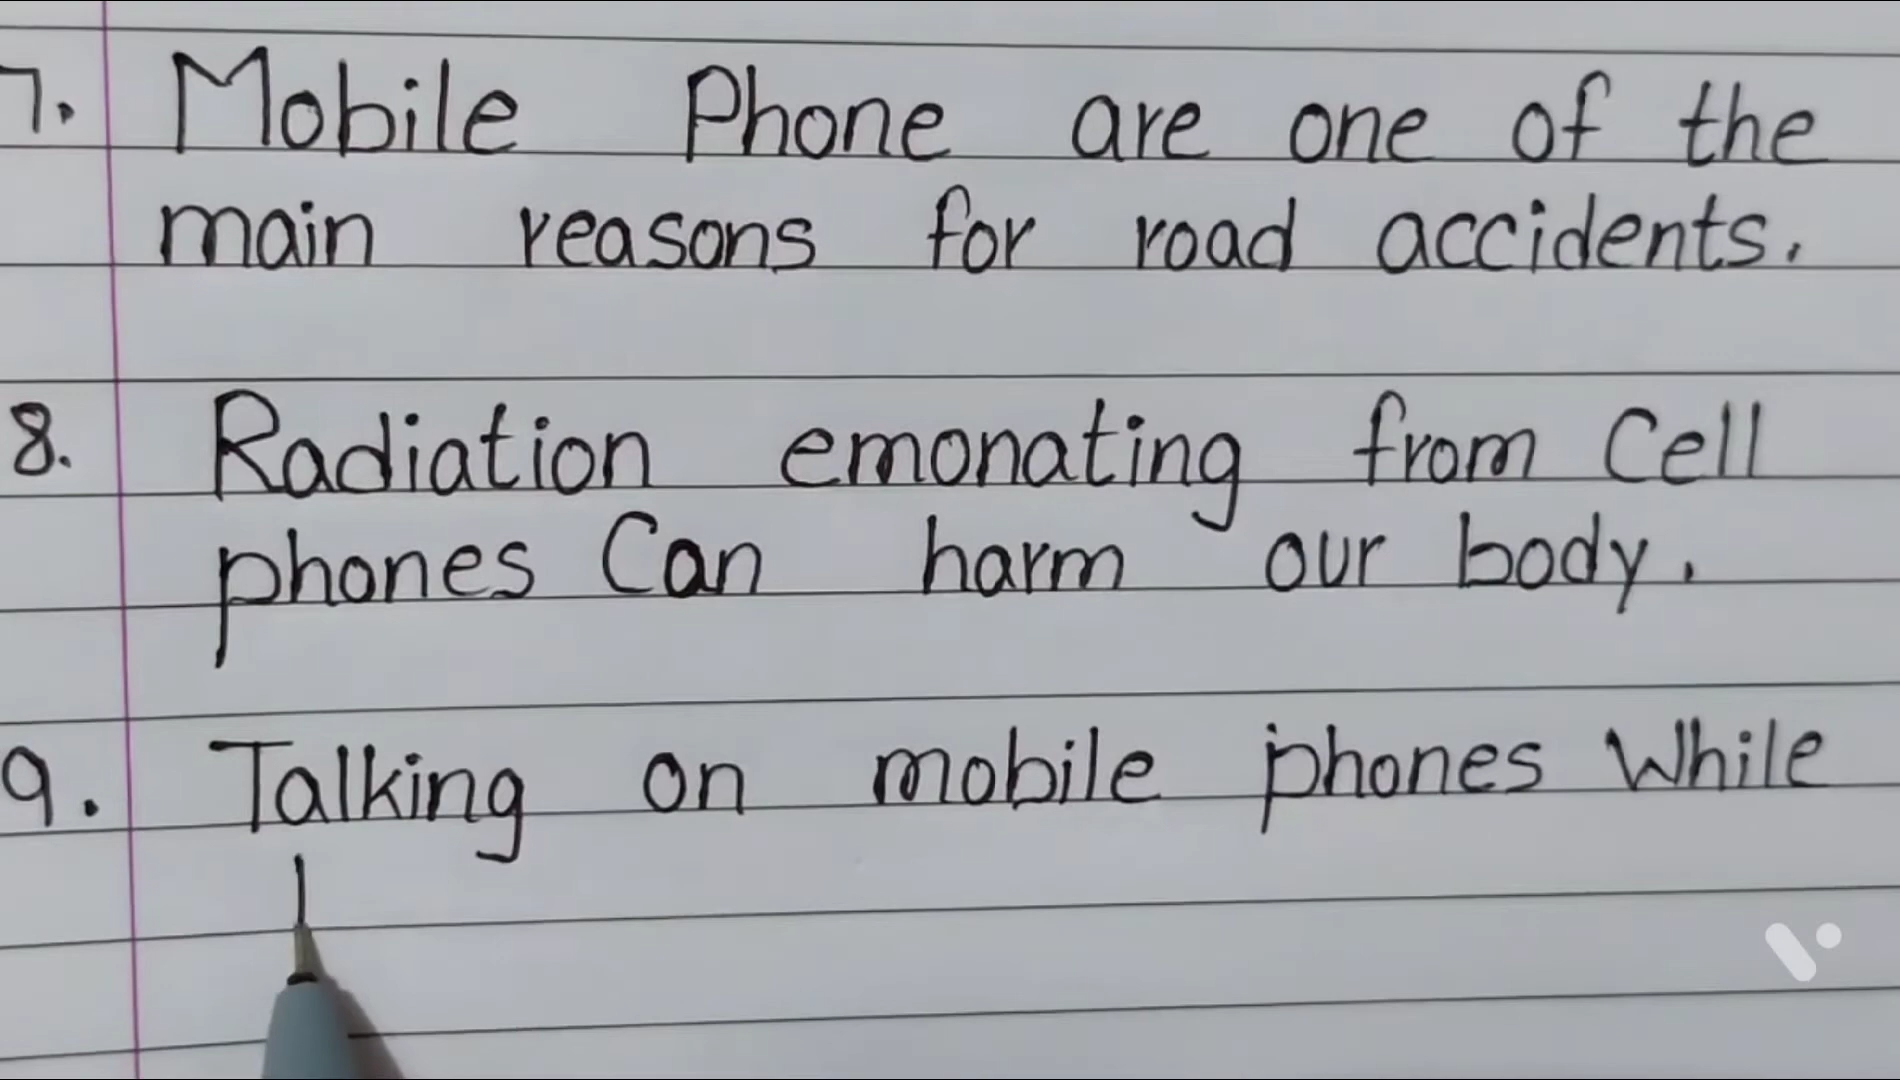 7. Mobile Phone are one of the
main reasons for road accidents.
8. Radiation emonating from Cell
phones Can harm our body.
9. Talking on mobile phones While